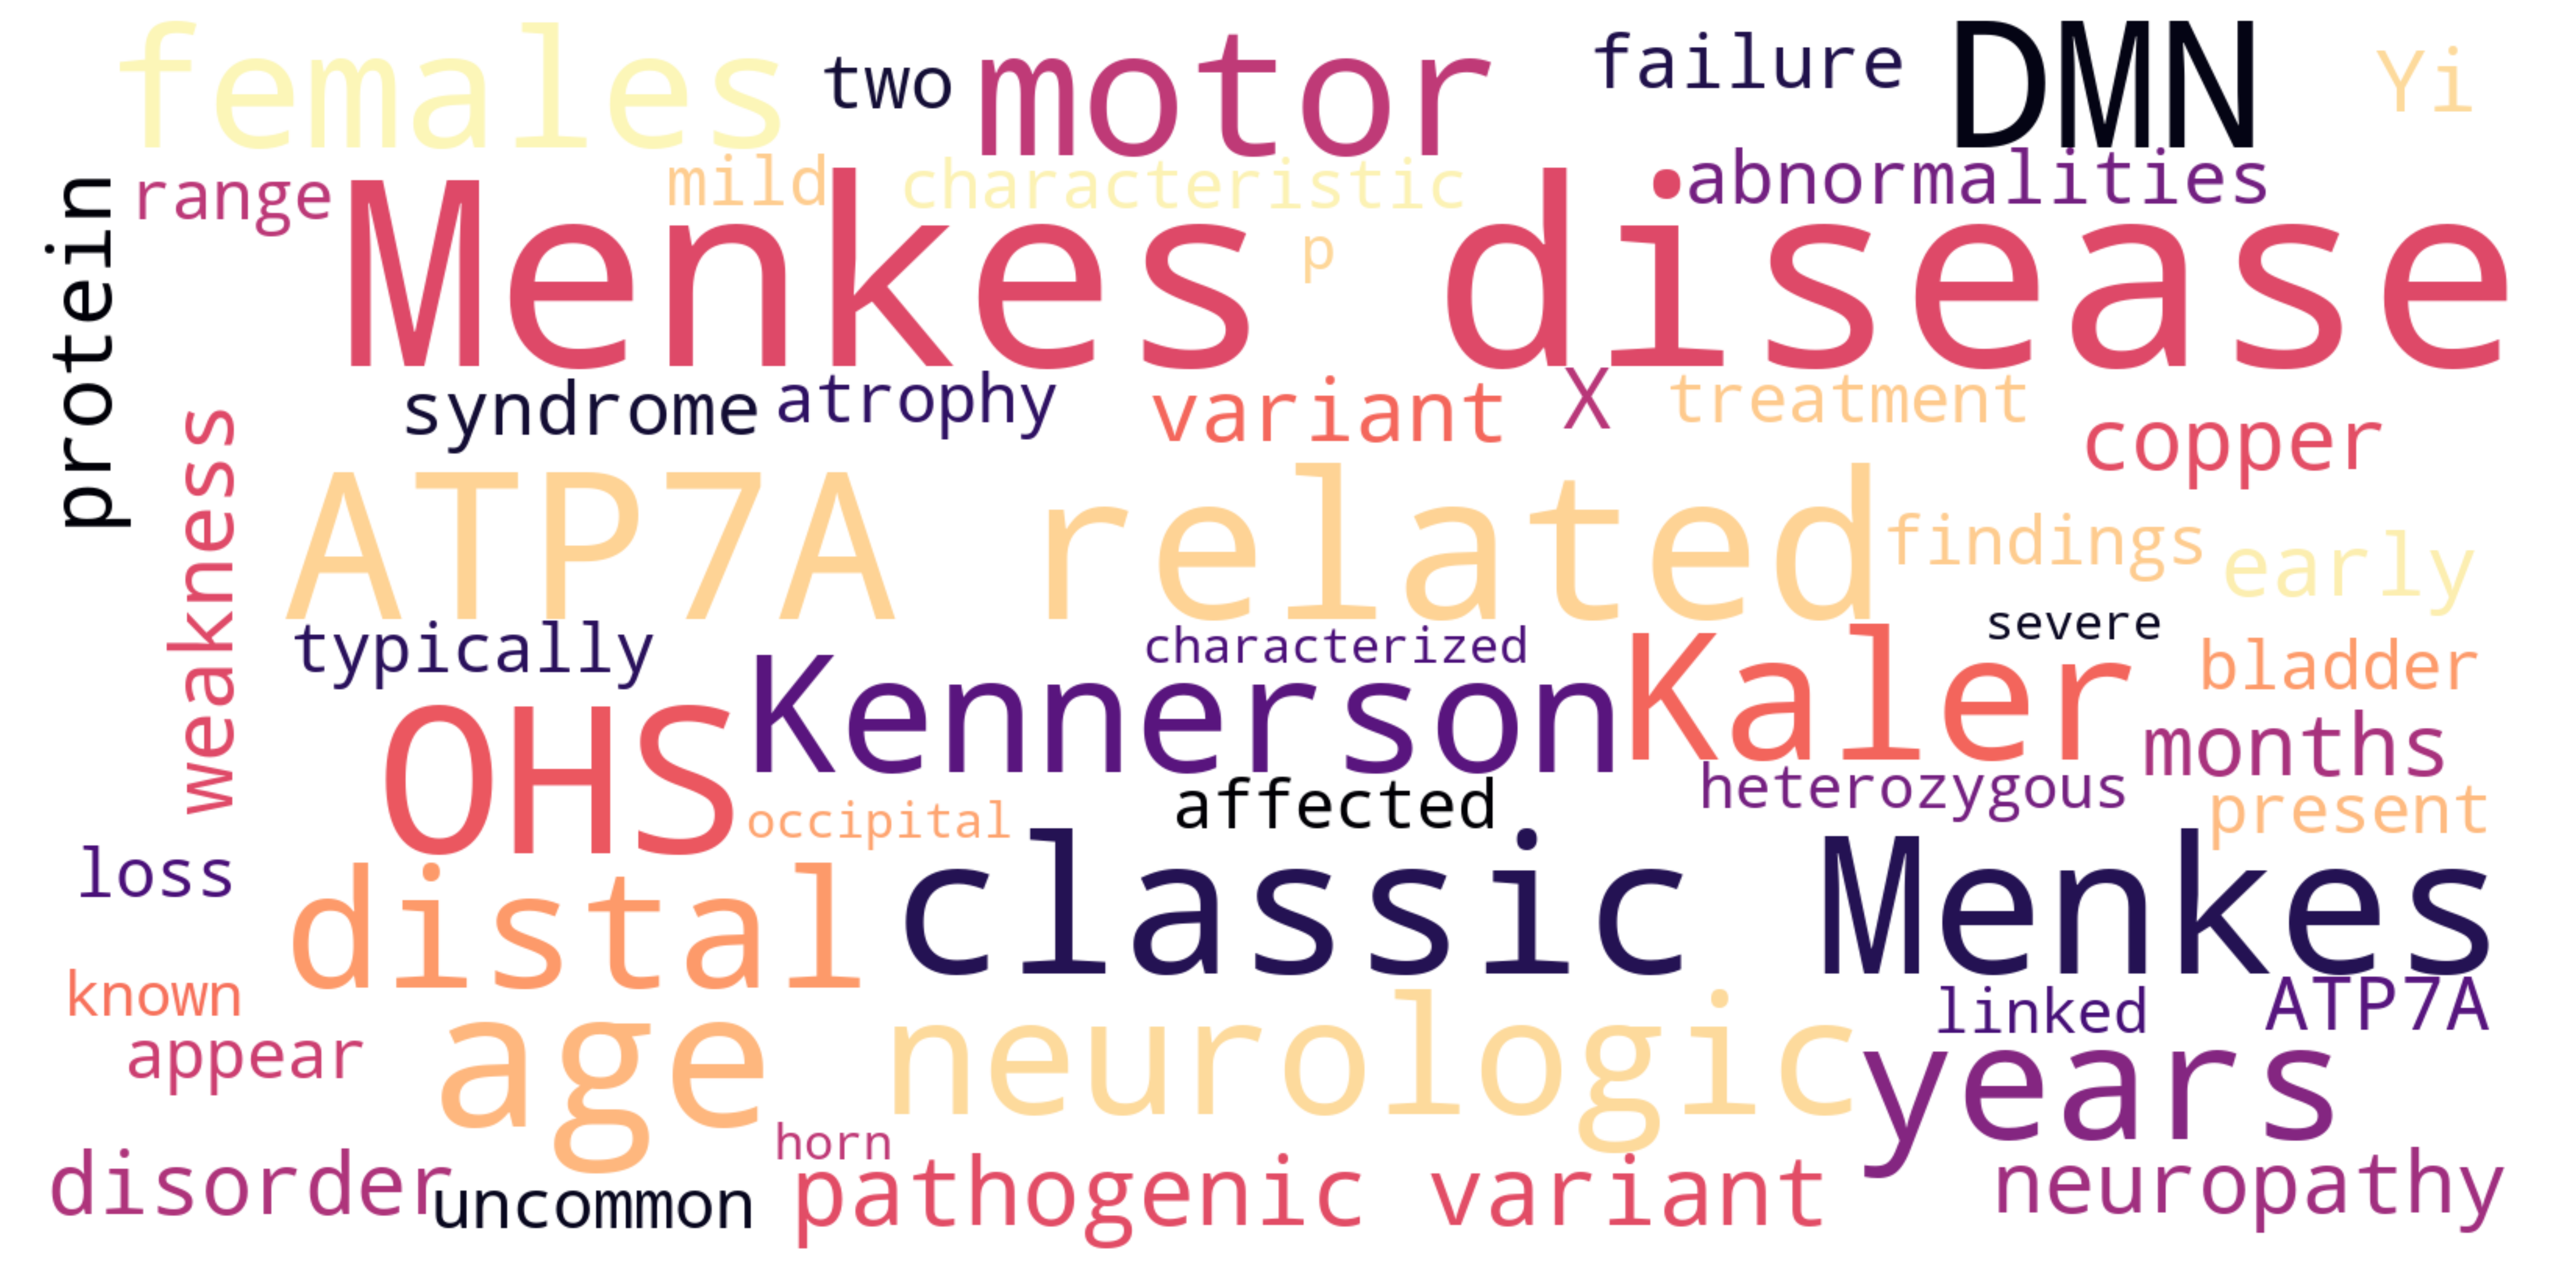 females two motor failure DMN Yi
protein range mild characteristic abnormalities
Menkes disease
p
syndrome atrophy variant X treatment copper
weakness
ATP7A related findings early
typically characterized severe
OHS Kennerson Kaler bladder
months
occipital affected heterozygous present
loss distal classic Menkes
known age neurologic linked ATP7A
appear years
horn
disorder uncommon pathogenic variant neuropathy